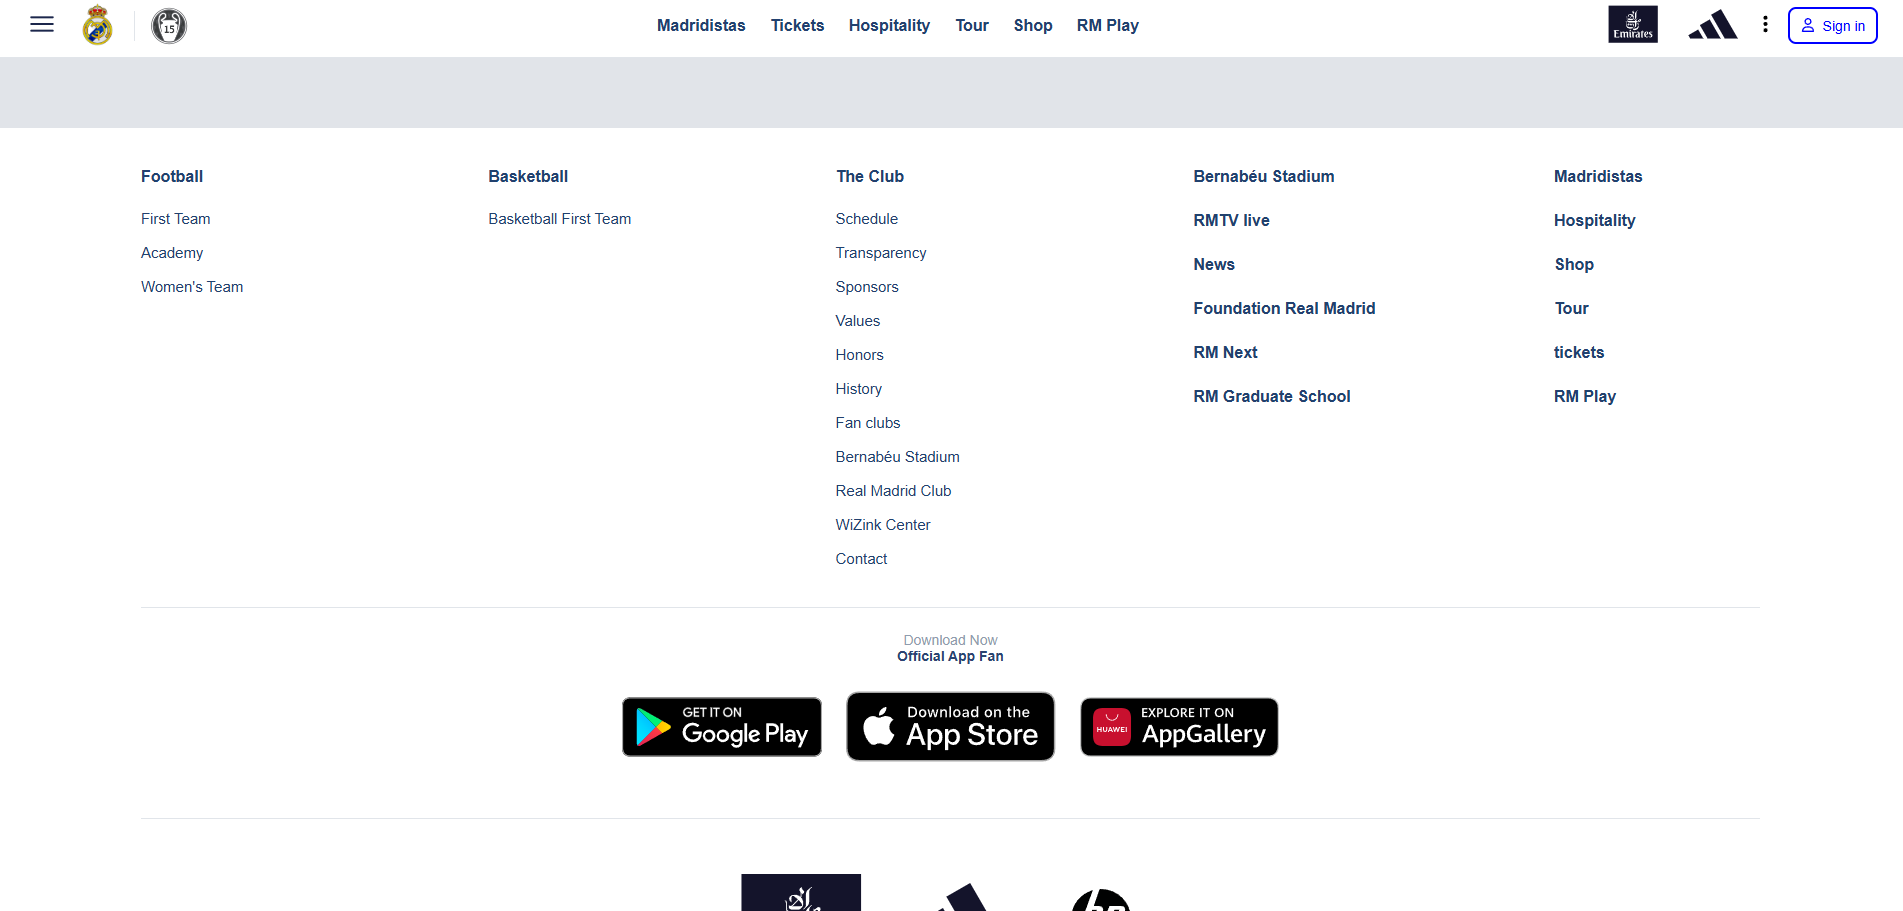 15
Madridistas
Tickets
Hospitality
Tour
Shop
RM Play
Emirates
Sign in
Football
First Team
Academy
Women's Team
Basketball
Basketball First Team
The Club
Schedule
Transparency
Sponsors
Values
Honors
History
Fan clubs
Bernabéu Stadium
Real Madrid Club
WiZink Center
Contact
Bernabéu Stadium
RMTV live
News
Foundation Real Madrid
RM Next
RM Graduate School
Madridistas
Hospitality
Shop
Tour
tickets
RM Play
Download Now
Official App Fan
GET IT ON
Google Play
Download on the
App Store
HUAWEI
EXPLORE IT ON
AppGallery
hp